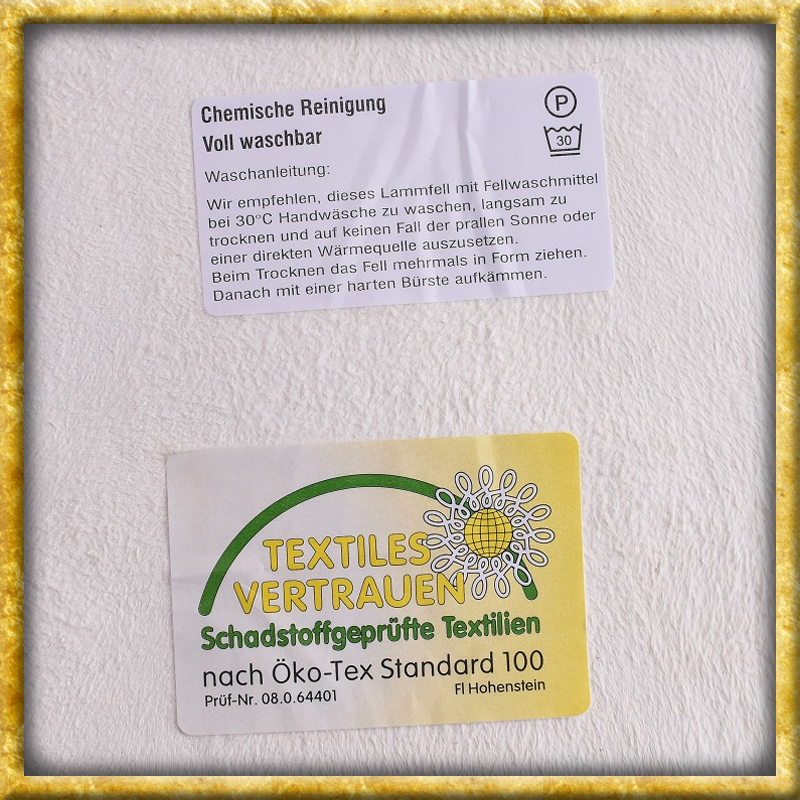 Chemische Reinigung
P
Voll waschbar
30
Waschanleitung:
Wir empfehlen, dieses Lammfell mit Fellwaschmittel
bei 30°C Handwäsche zu waschen, langsam zu
trocknen und auf keinen Fall der prallen Sonne oder
einer direkten Wärmequelle auszusetzen.
Beim Trocknen das Fell mehrmals in Form ziehen.
Danach mit einer harten Bürste aufkämmen.
TEXTILES
VERTRAUEN
Schadstoffgeprüfte Textilien
nach Öko-Tex Standard 100
Prüf-Nr. 08.0.64401 FI Hohenstein